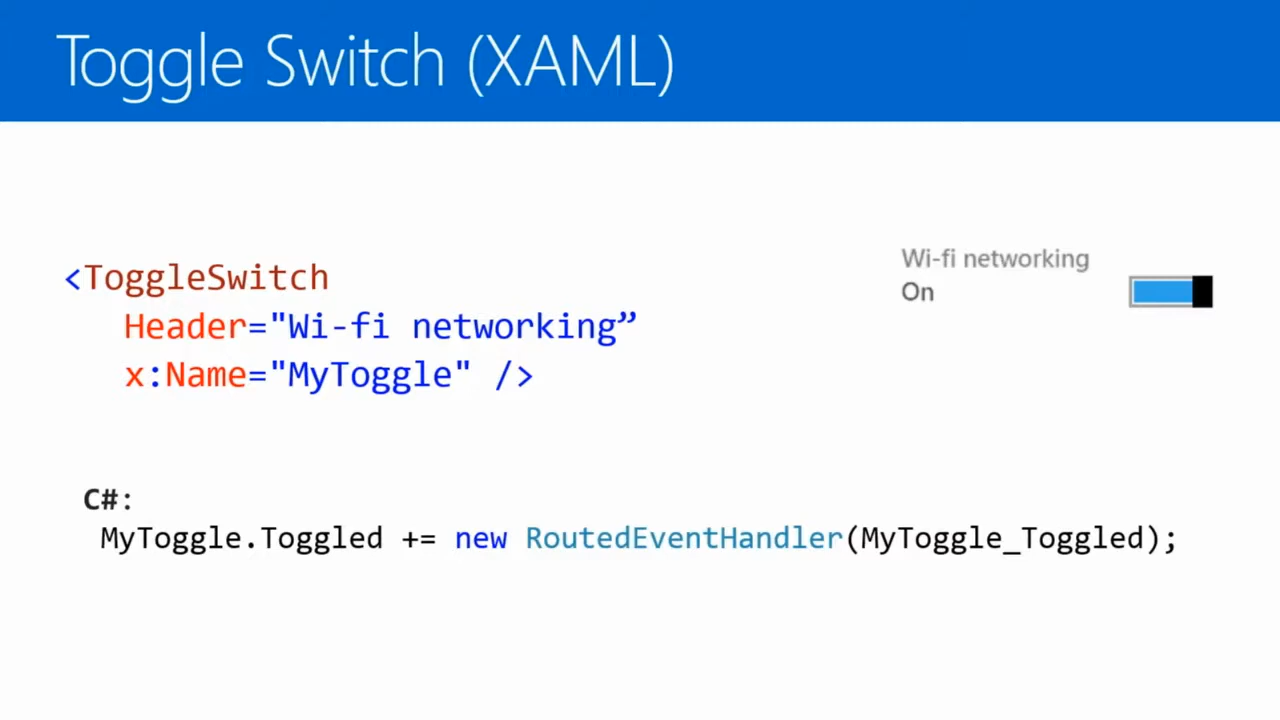 Toggle Switch (XAML)
<ToggleSwitch
Header="Wi-fi networking”
x:Name="MyToggle" />
Wi-fi networking
On
C#:
MyToggle.Toggled += new RoutedEventHandler(MyToggle_Toggled);